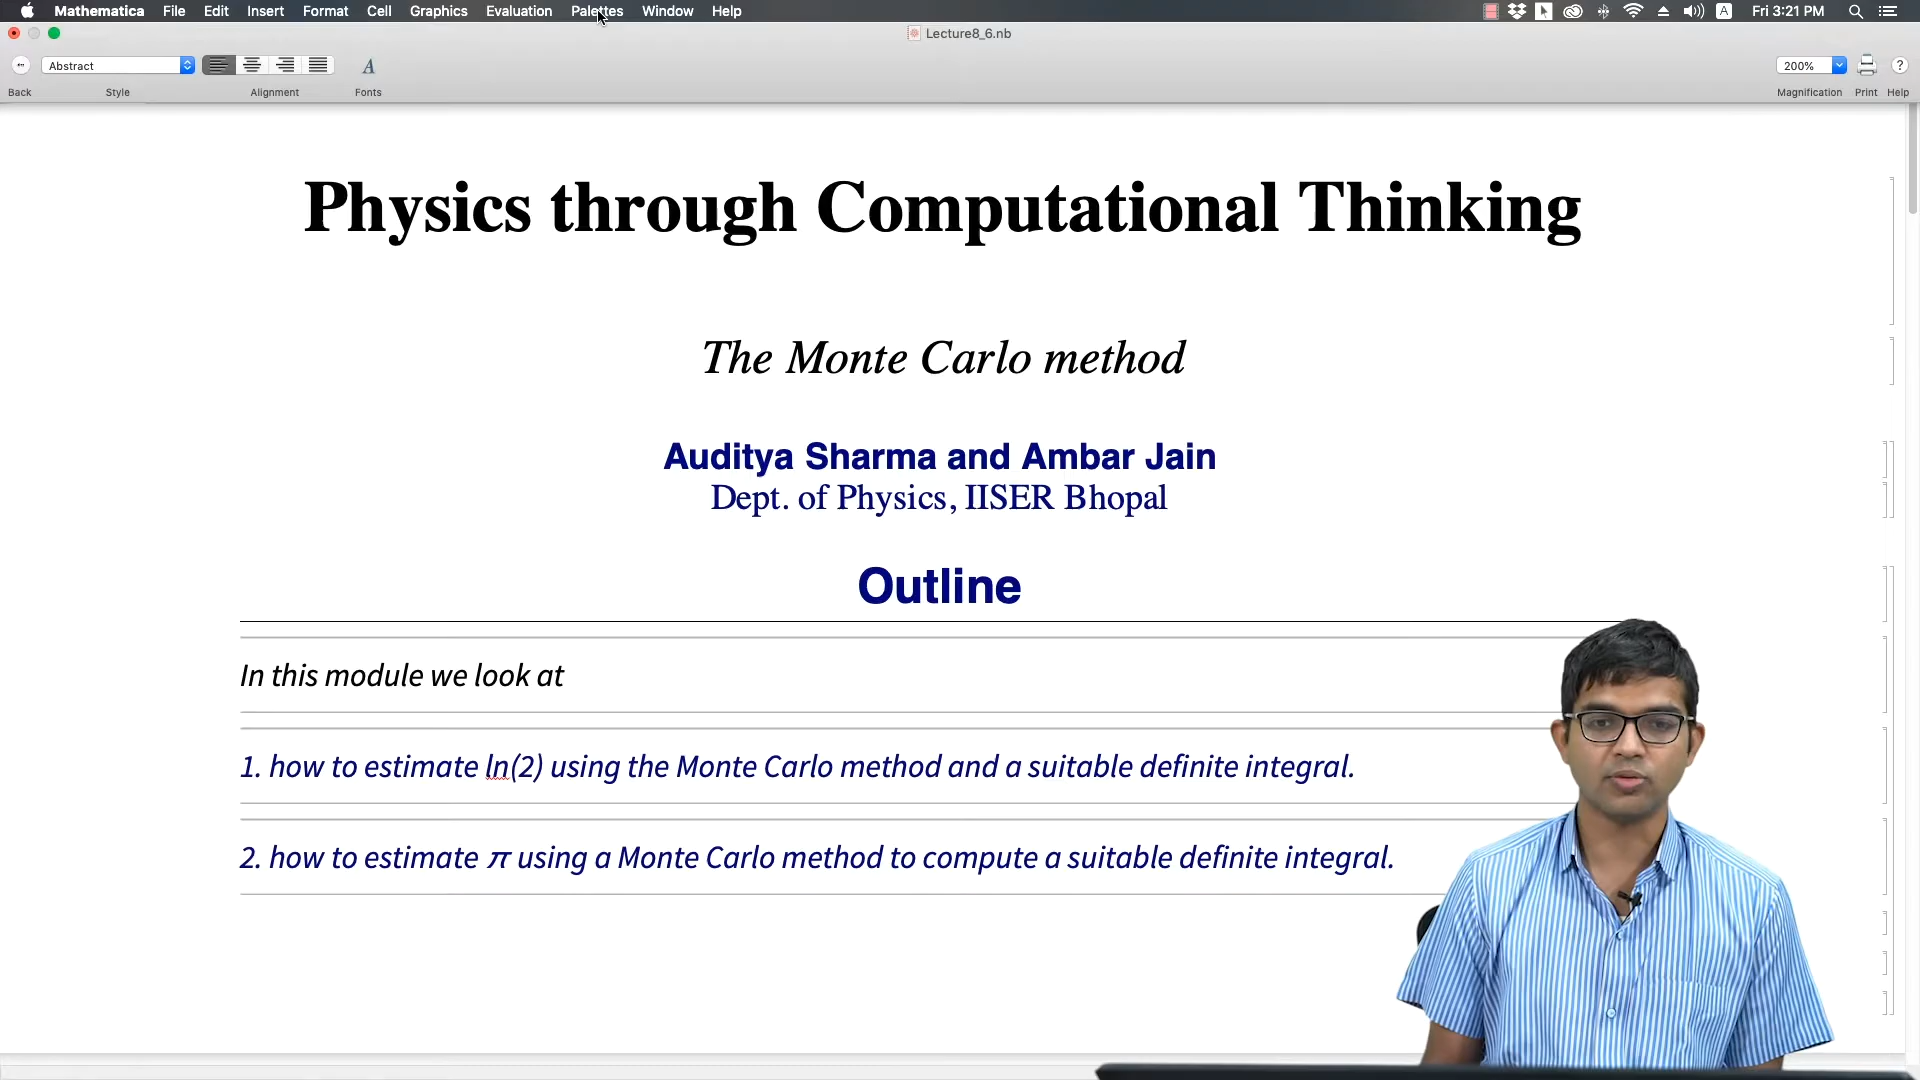 Mathematica File Edit Insert Format Cell Graphics Evaluation Palettes Window Help A Fri 3:21 PM
Lecture8_6.nb
Abstract A 200% ?
Back Style Alignment Fonts Magnification Print Help
Physics through Computational Thinking
The Monte Carlo method
Auditya Sharma and Ambar Jain
Dept. of Physics, IISER Bhopal
Outline
In this module we look at
1. how to estimate ln(2) using the Monte Carlo method and a suitable definite integral.
2. how to estimate π using a Monte Carlo method to compute a suitable definite integral.